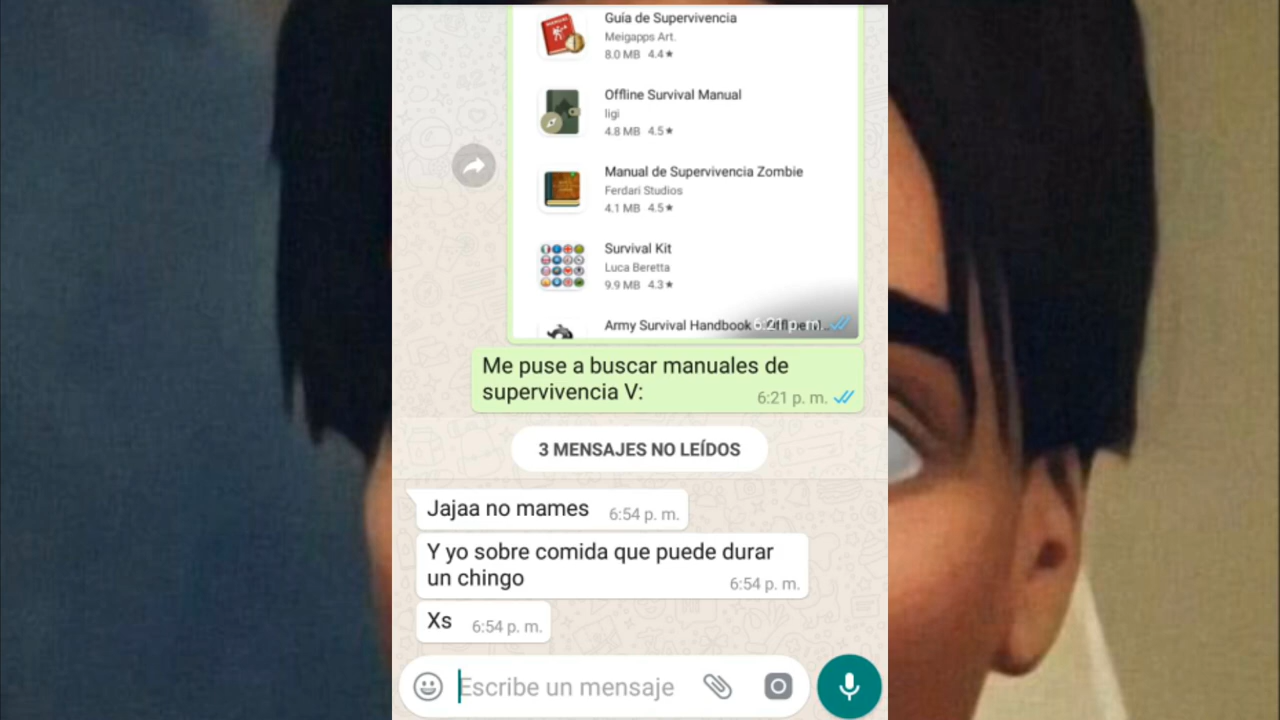 Guía de Supervivencia
Meigapps Art.
8.0 MB 4.4★
Offline Survival Manual
ligi
4.8 MB 4.5★
Manual de Supervivencia Zombie
Ferdari Studios
4.1 MB 4.5★
Survival Kit
Luca Beretta
9.9 MB 4.3★
Army Survival Handbook
6:21 p. m.
Me puse a buscar manuales de
supervivencia V:
6:21 p. m.
3 MENSAJES NO LEÍDOS
Jajaa no mames
6:54 p. m.
Y yo sobre comida que puede durar
un chingo
6:54 p. m.
Xs
6:54 p. m.
Escribe un mensaje